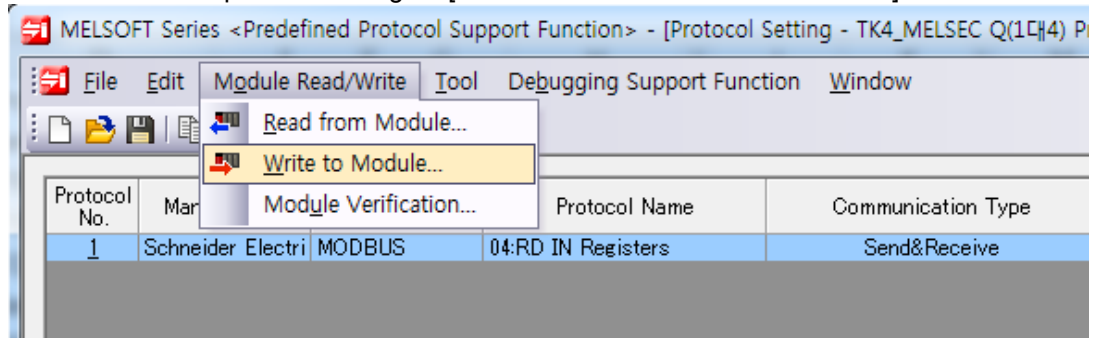 MELSOFT Series <Predefined Protocol Support Function> - [Protocol Setting - TK4_MELSEC Q(1대4)
File Edit Module Read/Write Tool Debugging Support Function Window
Read from Module...
Write to Module...
Module Verification...
Protocol No. Protocol Name Communication Type
1 Schneider Electri MODBUS 04:RD IN Registers Send&Receive